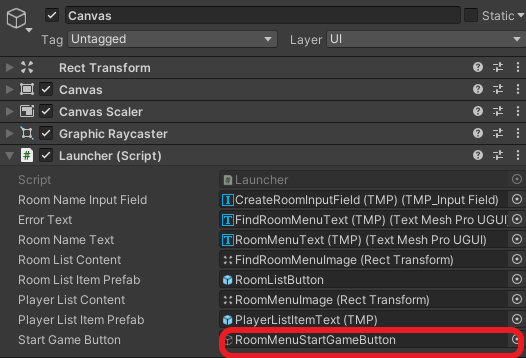 Canvas Static
Tag Untagged Layer UI
Rect Transform
Canvas
Canvas Scaler
Graphic Raycaster
# Launcher (Script)
Script # Launcher
Room Name Input Field CreateRoomInputField (TMP) (TMP_Input Field)
Error Text FindRoomMenuText (TMP) (Text Mesh Pro UGUI)
Room Name Text RoomMenuText (TMP) (Text Mesh Pro UGUI)
Room List Content FindRoomMenuImage (Rect Transform)
Room List Item Prefab RoomListButton
Player List Content RoomMenuImage (Rect Transform)
Player List Item Prefab PlayerListItemText (TMP)
Start Game Button RoomMenuStartGameButton